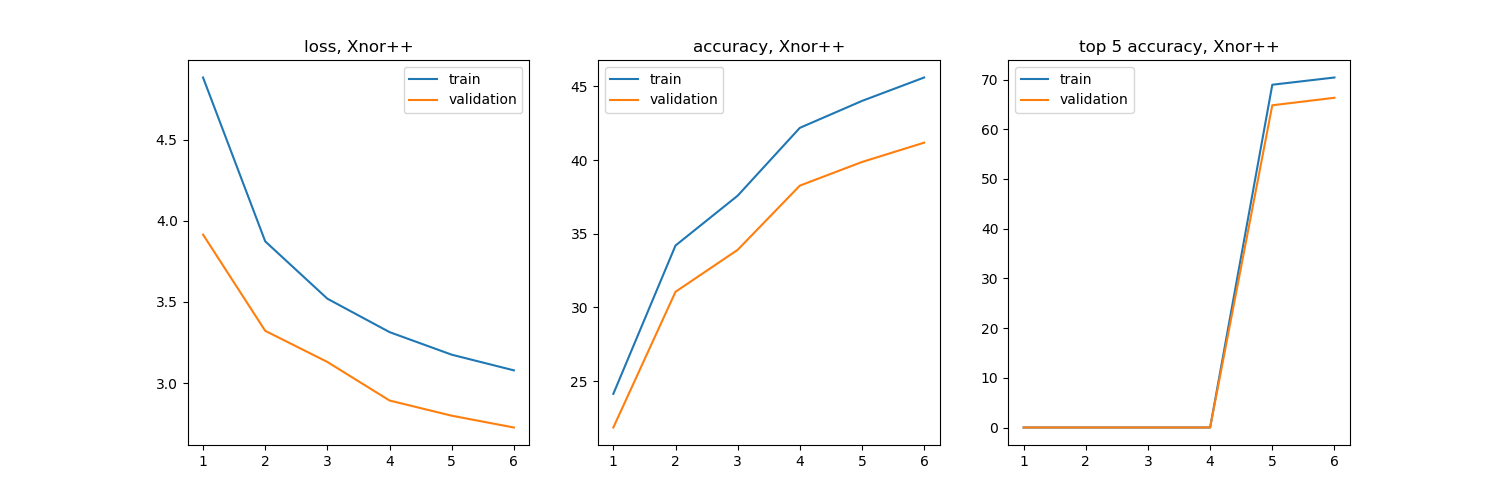 loss, Xnor++
train
validation
4.5
4.0
3.5
3.0
1 2 3 4 5 6
accuracy, Xnor++
train
validation
45
40
35
30
25
1 2 3 4 5 6
top 5 accuracy, Xnor++
train
validation
70
60
50
40
30
20
10
0
1 2 3 4 5 6